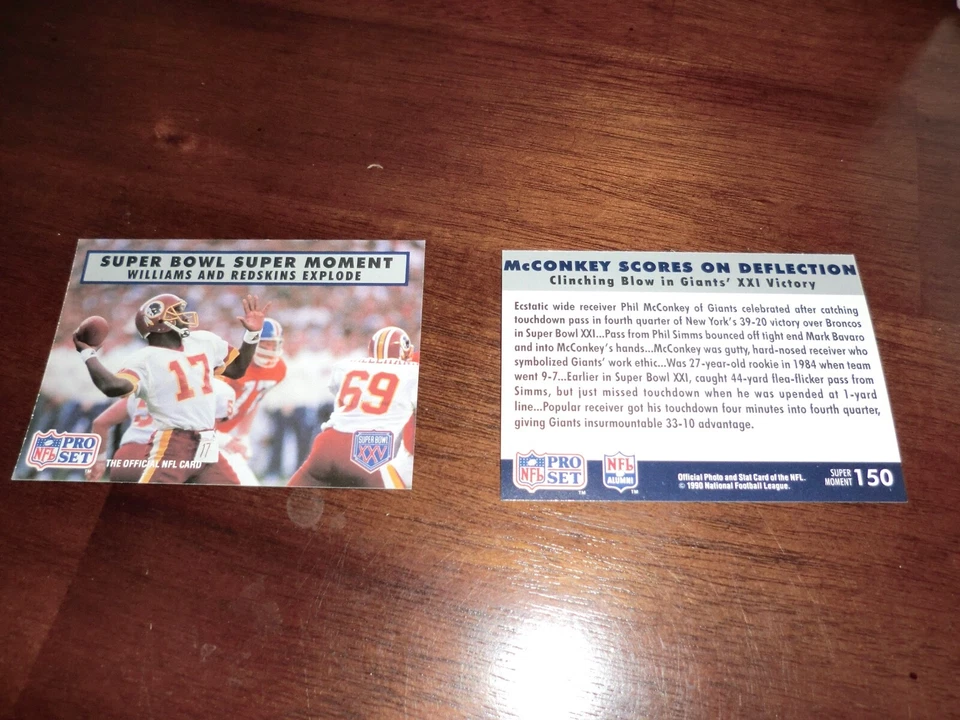 SUPER BOWL SUPER MOMENT
WILLIAMS AND REDSKINS EXPLODE
17
69
17
NFL PRO SET
THE OFFICIAL NFL CARD
SUPER BOWL
XXV
McCONKEY SCORES ON DEFLECTION
Clinching Blow in Giants' XXI Victory
Ecstatic wide receiver Phil McConkey of Giants celebrated after catching
touchdown pass in fourth quarter of New York's 39-20 victory over Broncos
in Super Bowl XXI...Pass from Phil Simms bounced off tight end Mark Bavaro
and into McConkey's hands...McConkey was gutty, hard-nosed receiver who
symbolized Giants' work ethic...Was 27-year-old rookie in 1984 when team
went 9-7...Earlier in Super Bowl XXI, caught 44-yard flea-flicker pass from
Simms, but just missed touchdown when he was upended at 1-yard
line...Popular receiver got his touchdown four minutes into fourth quarter,
giving Giants insurmountable 33-10 advantage.
NFL PRO SET TM
NFL ALUMNI TM
Official Photo and Stat Card of the NFL.
© 1990 National Football League.
SUPER
MOMENT 150